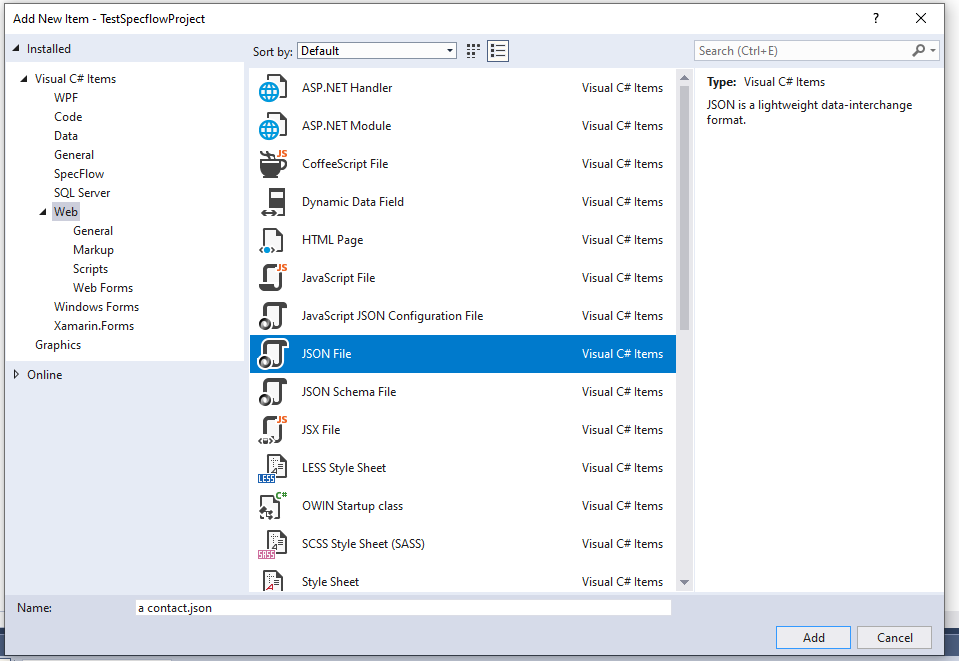 Add New Item - TestSpecflowProject
?
Installed
Sort by: Default
Search (Ctrl+E)
Visual C# Items
WPF
Code
Data
General
SpecFlow
SQL Server
Web
General
Markup
Scripts
Web Forms
Windows Forms
Xamarin.Forms
Graphics
Online
ASP.NET Handler Visual C# Items
ASP.NET Module Visual C# Items
JS CoffeeScript File Visual C# Items
Dynamic Data Field Visual C# Items
HTML Page Visual C# Items
JS JavaScript File Visual C# Items
JavaScript JSON Configuration File Visual C# Items
JSON File Visual C# Items
JSON Schema File Visual C# Items
JS JSX File Visual C# Items
LESS LESS Style Sheet Visual C# Items
C# OWIN Startup class Visual C# Items
SASS SCSS Style Sheet (SASS) Visual C# Items
Style Sheet Visual C# Items
Type: Visual C# Items
JSON is a lightweight data-interchange
format.
Name: a contact.json
Add Cancel